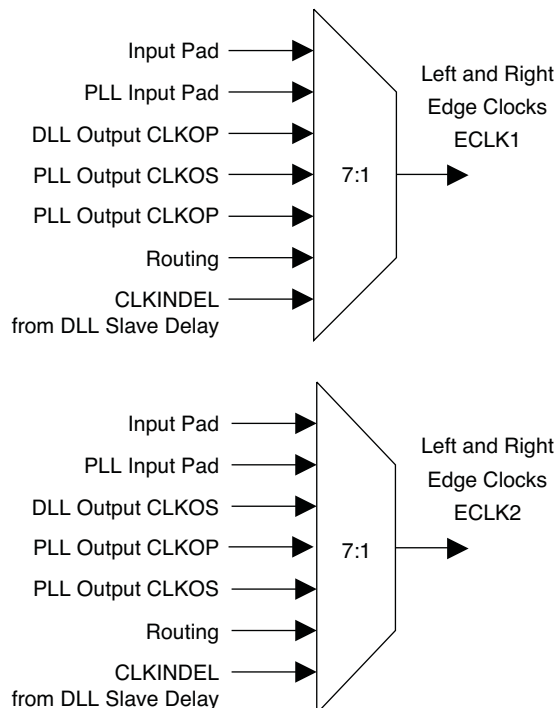 Input Pad
PLL Input Pad
DLL Output CLKOP
PLL Output CLKOS
PLL Output CLKOP
Routing
CLKINDEL
from DLL Slave Delay
7:1
Left and Right
Edge Clocks
ECLK1
Input Pad
PLL Input Pad
DLL Output CLKOS
PLL Output CLKOP
PLL Output CLKOS
Routing
CLKINDEL
from DLL Slave Delay
7:1
Left and Right
Edge Clocks
ECLK2